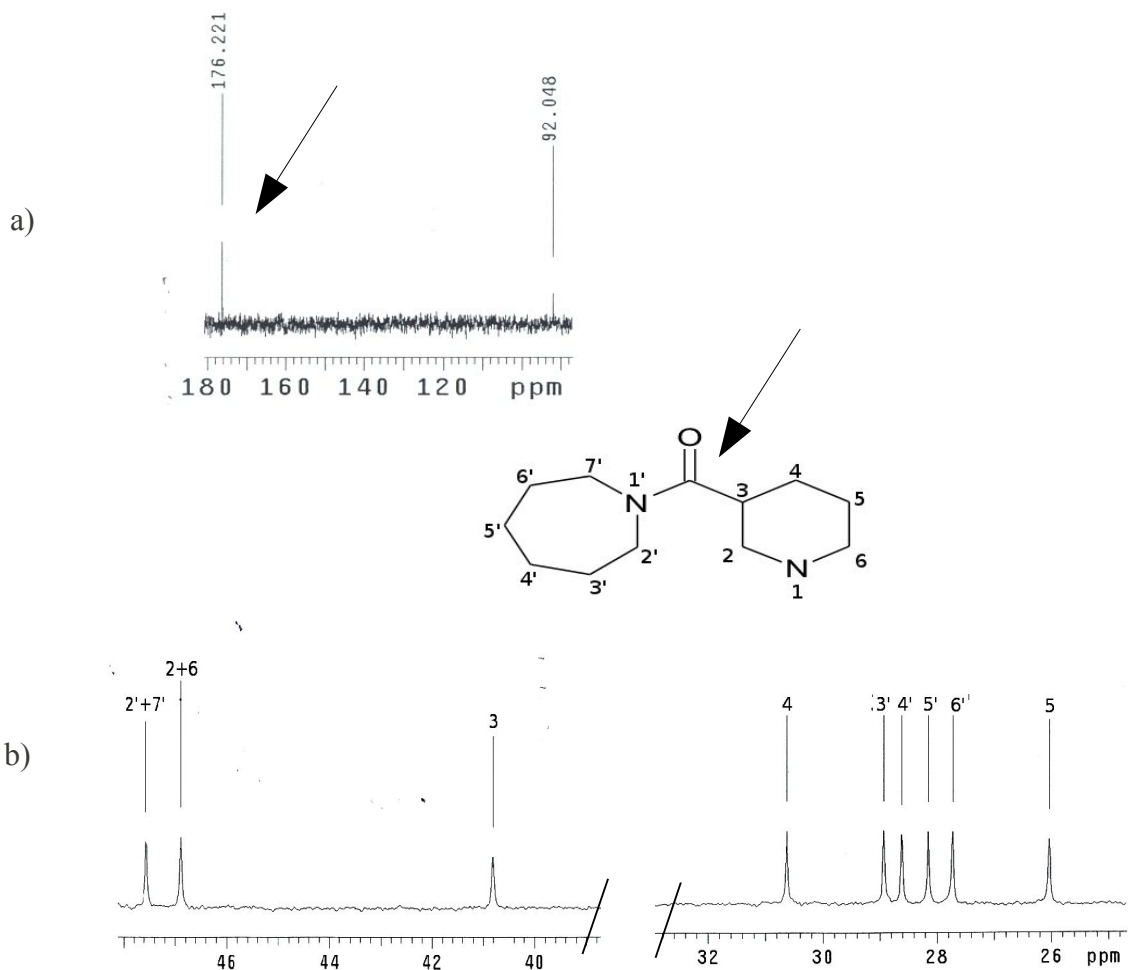 176.221
92.048
a)
180 160 140 120 ppm
O
7' 1' 4
6' N 3 5
5'
2' 2 6
4' 3' N
1
2+6
2'+7' 3 4 3' 4' 5' 6' 5
b)
46 44 42 40 32 30 28 26 ppm